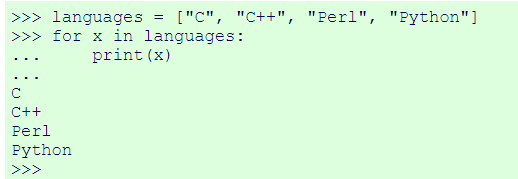 >>> languages = ["C", "C++", "Perl", "Python"]
>>> for x in languages:
...     print(x)
...
C
C++
Perl
Python
>>>